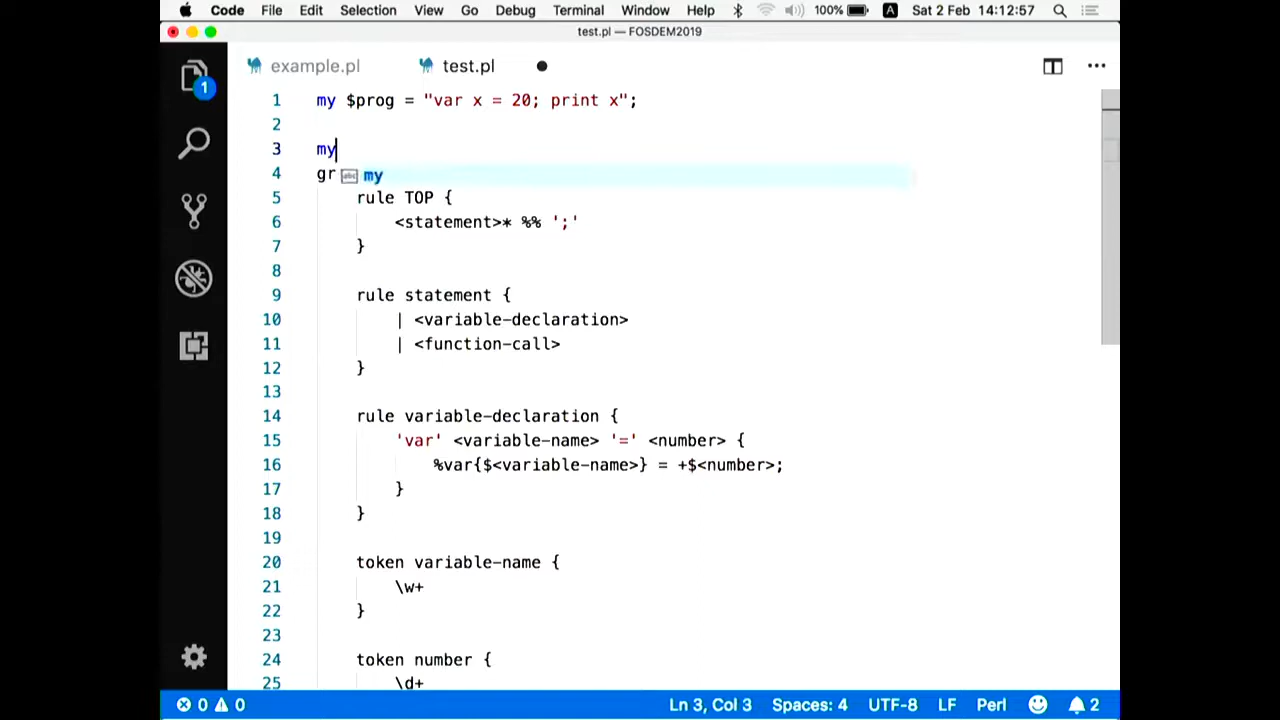 Code File Edit Selection View Go Debug Terminal Window Help 100% A Sat 2 Feb 14:12:57
test.pl — FOSDEM2019
example.pl test.pl
1
1 my $prog = "var x = 20; print x";
2
3 my
4 gr abc my
5 rule TOP {
6 <statement>* %% ';'
7 }
8
9 rule statement {
10 | <variable-declaration>
11 | <function-call>
12 }
13
14 rule variable-declaration {
15 'var' <variable-name> '=' <number> {
16 %var{$<variable-name>} = +$<number>;
17 }
18 }
19
20 token variable-name {
21 \w+
22 }
23
24 token number {
25 \d+
0 0 Ln 3, Col 3 Spaces: 4 UTF-8 LF Perl 2